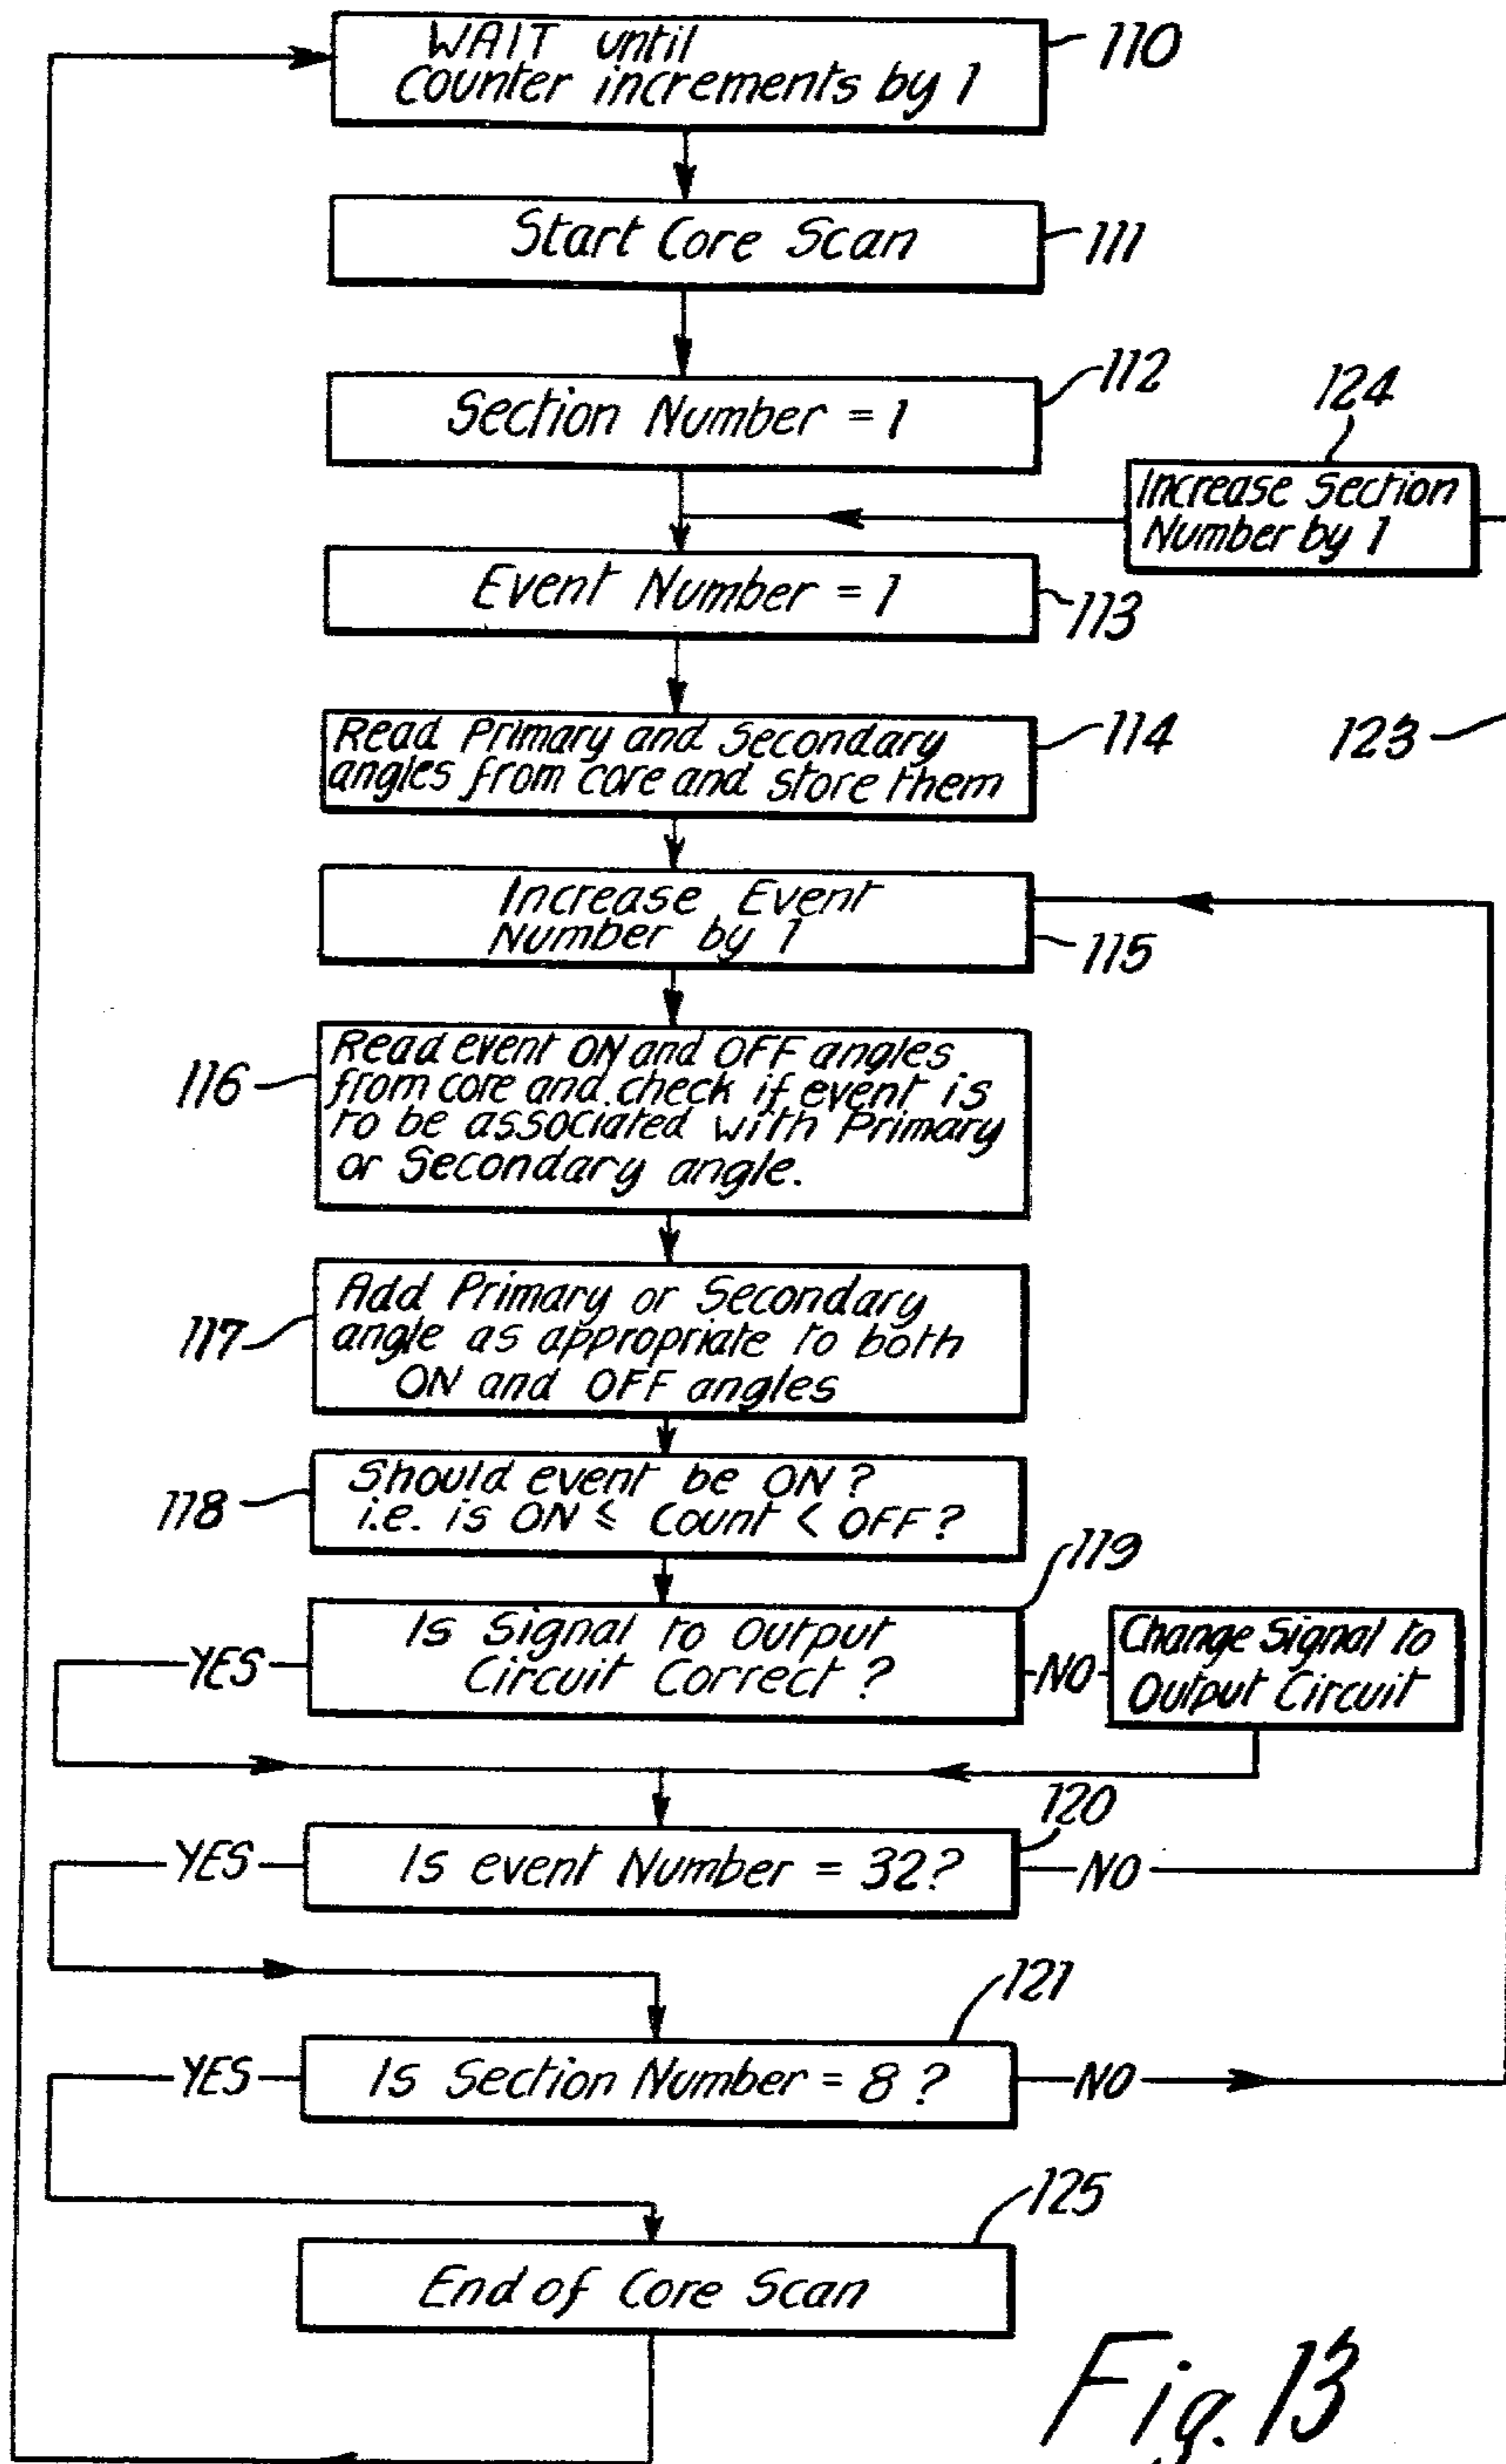 WAIT until
counter increments by 1
110
Start Core Scan
111
Section Number = 1
112
124
Increase Section
Number by 1
Event Number = 1
113
Read Primary and Secondary
angles from core and store them
114
123
Increase Event
Number by 1
115
116
Read event ON and OFF angles
from core and check if event is
to be associated with Primary
or Secondary angle.
117
Add Primary or Secondary
angle as appropriate to both
ON and OFF angles
118
Should event be ON?
i.e. is ON ≤ Count < OFF?
119
YES
Is Signal to Output
Circuit Correct?
NO
Change Signal to
Output Circuit
120
YES
Is event Number = 32?
NO
121
YES
Is Section Number = 8?
NO
125
End of Core Scan
Fig. 13